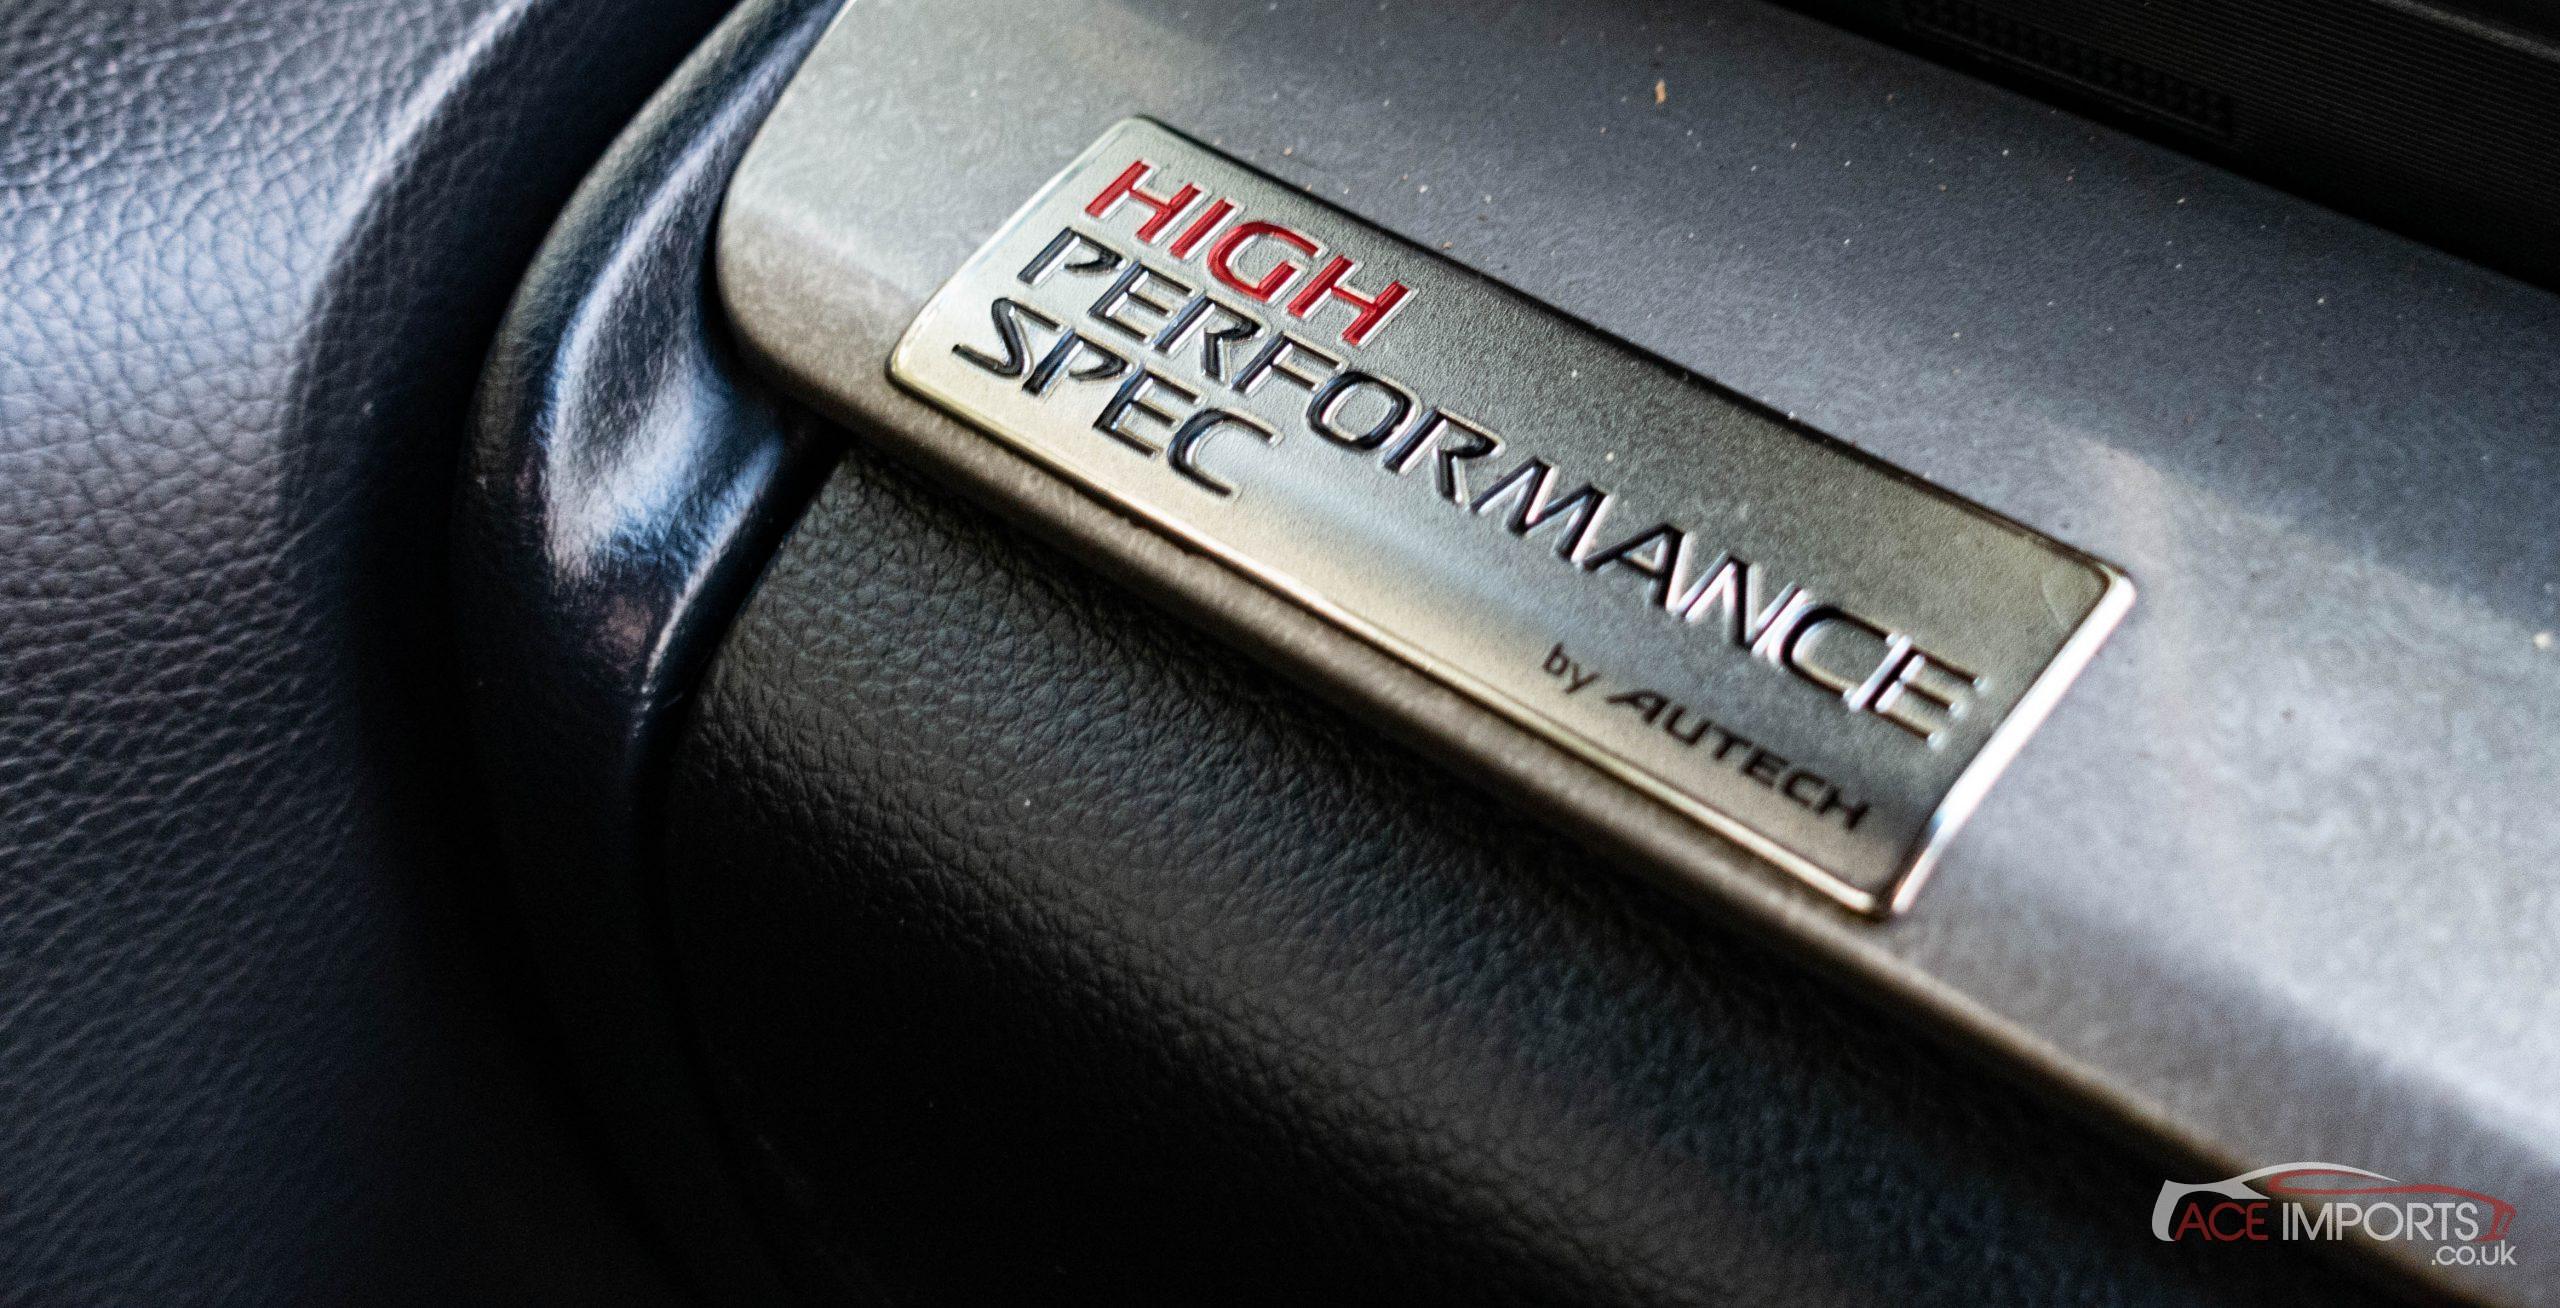 HIGH
PERFORMANCE
SPEC
by AUTECH
ACE IMPORTS
.co.uk